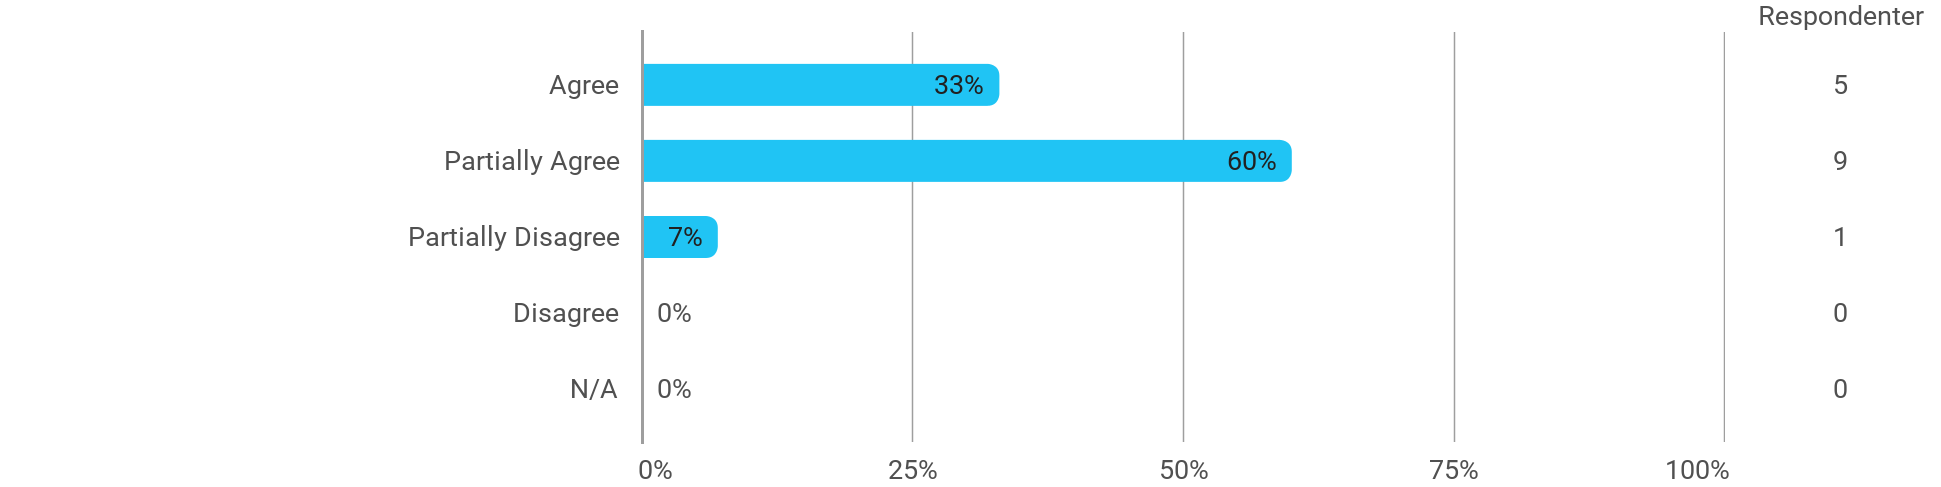 Respondenter
Agree 33% 5
Partially Agree 60% 9
Partially Disagree 7% 1
Disagree 0% 0
N/A 0% 0
0% 25% 50% 75% 100%